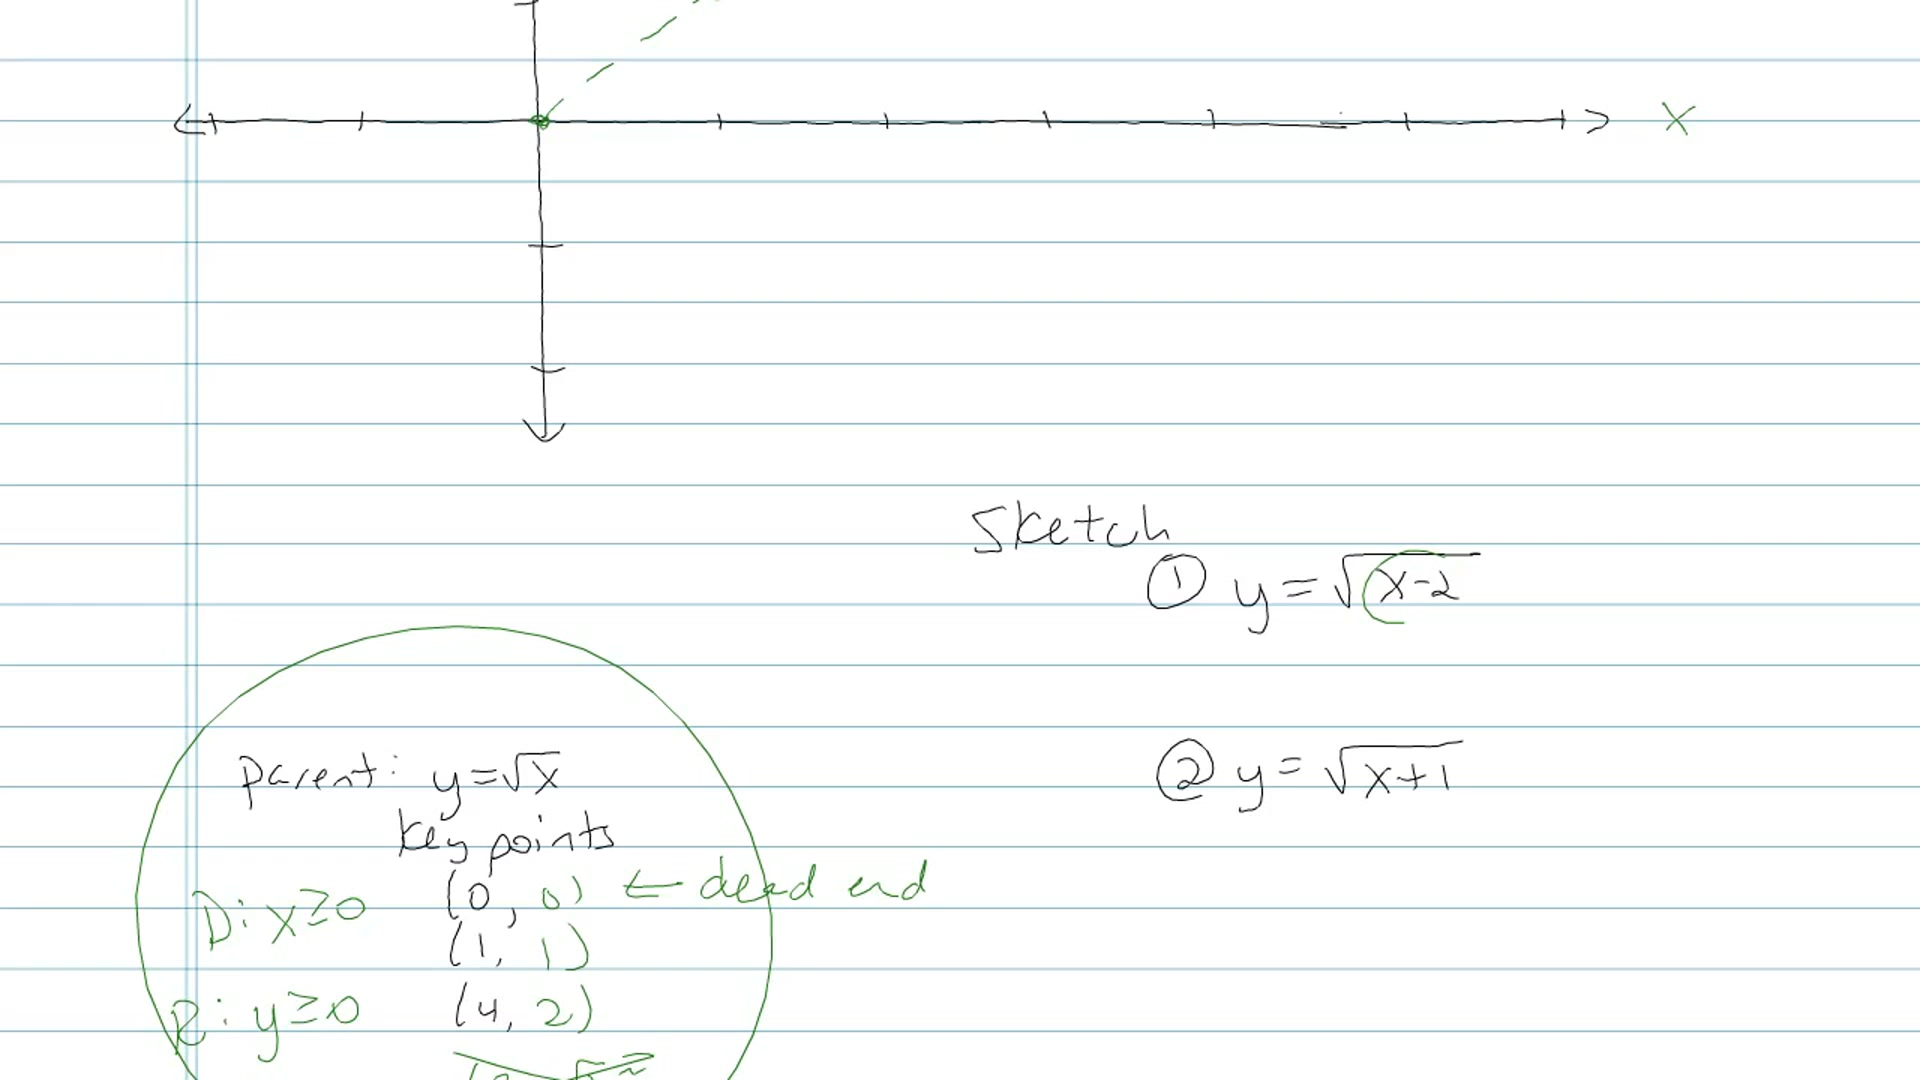 X
Sketch
① y = √(x-2
② y = √x+1
parent: y=√x
key points
D: x≥0 (0, 0) ← dead end
(1, 1)
R: y≥0 (4, 2)